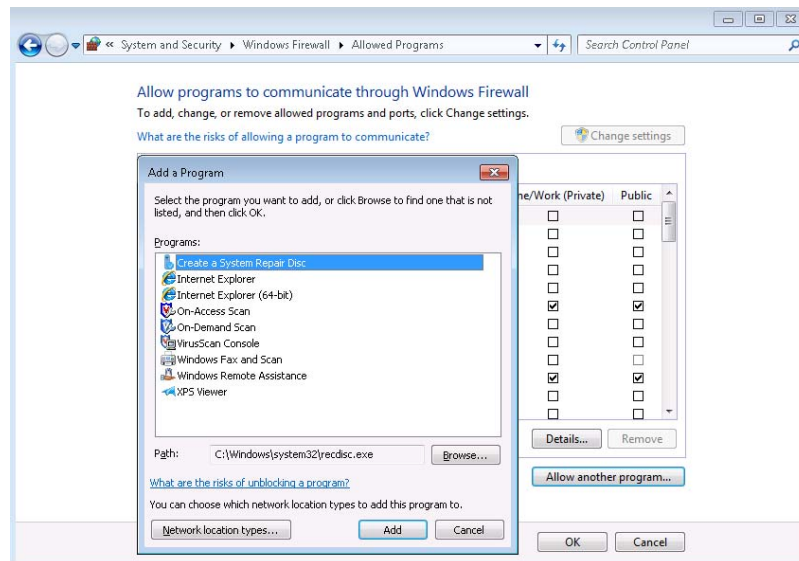 « System and Security ▸ Windows Firewall ▸ Allowed Programs
Search Control Panel
Allow programs to communicate through Windows Firewall
To add, change, or remove allowed programs and ports, click Change settings.
What are the risks of allowing a program to communicate?
Change settings
Add a Program
Select the program you want to add, or click Browse to find one that is not
listed, and then click OK.
Programs:
Create a System Repair Disc
Internet Explorer
Internet Explorer (64-bit)
On-Access Scan
On-Demand Scan
VirusScan Console
Windows Fax and Scan
Windows Remote Assistance
XPS Viewer
Path: C:\Windows\system32\recdisc.exe Browse...
What are the risks of unblocking a program?
You can choose which network location types to add this program to.
Network location types... Add Cancel
me/Work (Private) Public
Details... Remove
Allow another program...
OK Cancel